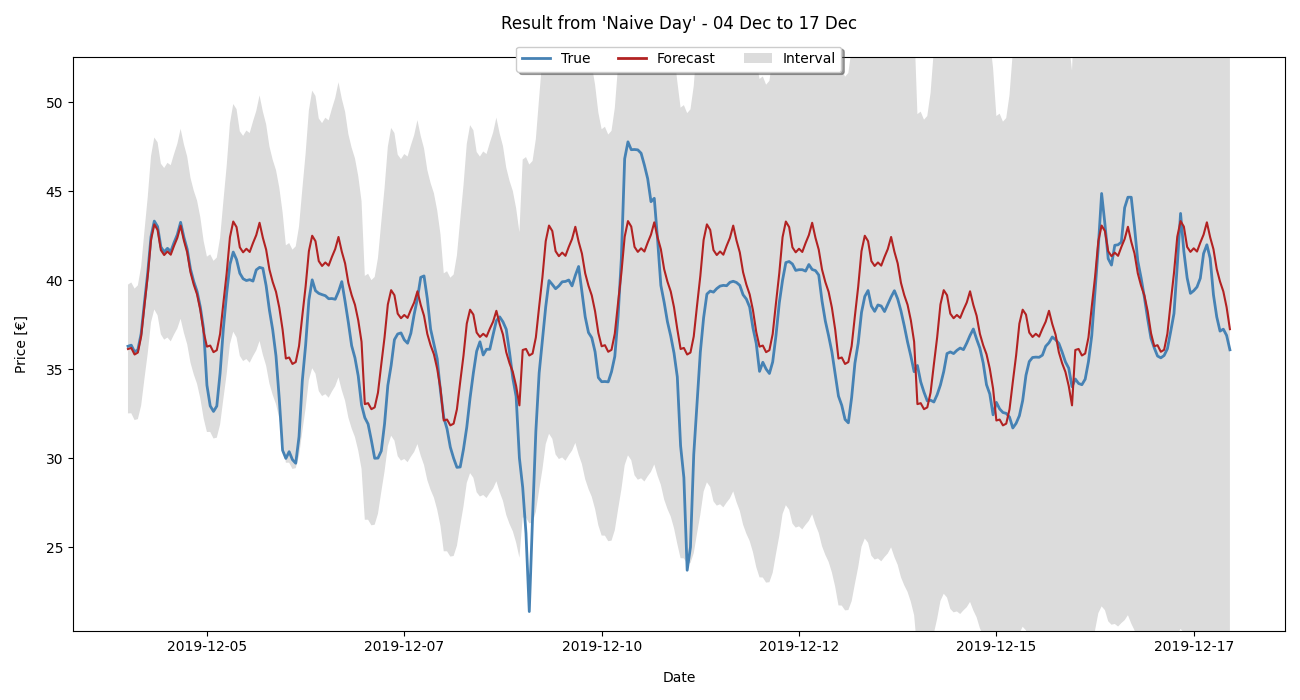 Result from 'Naive Day' - 04 Dec to 17 Dec
True Forecast Interval
50
45
40
35
30
25
Price [€]
2019-12-05 2019-12-07 2019-12-10 2019-12-12 2019-12-15 2019-12-17
Date